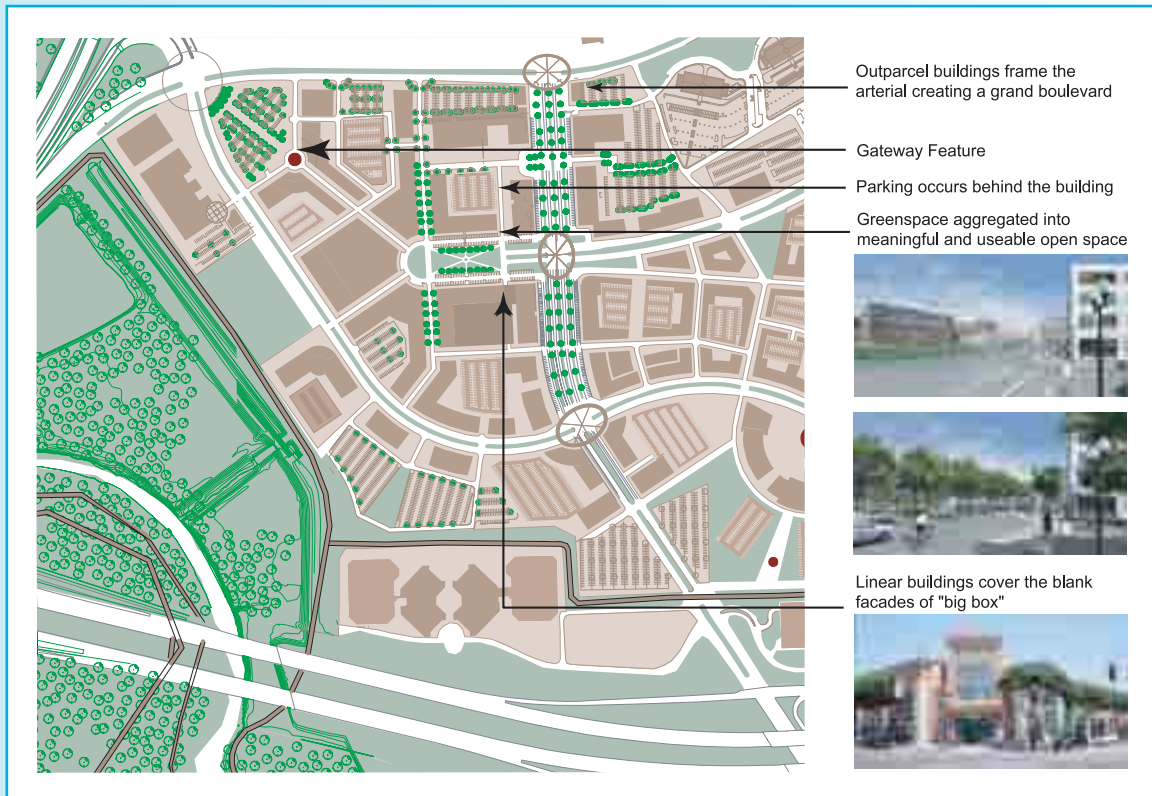 Outparcel buildings frame the
arterial creating a grand boulevard
Gateway Feature
Parking occurs behind the building
Greenspace aggregated into
meaningful and useable open space
Linear buildings cover the blank
facades of "big box"